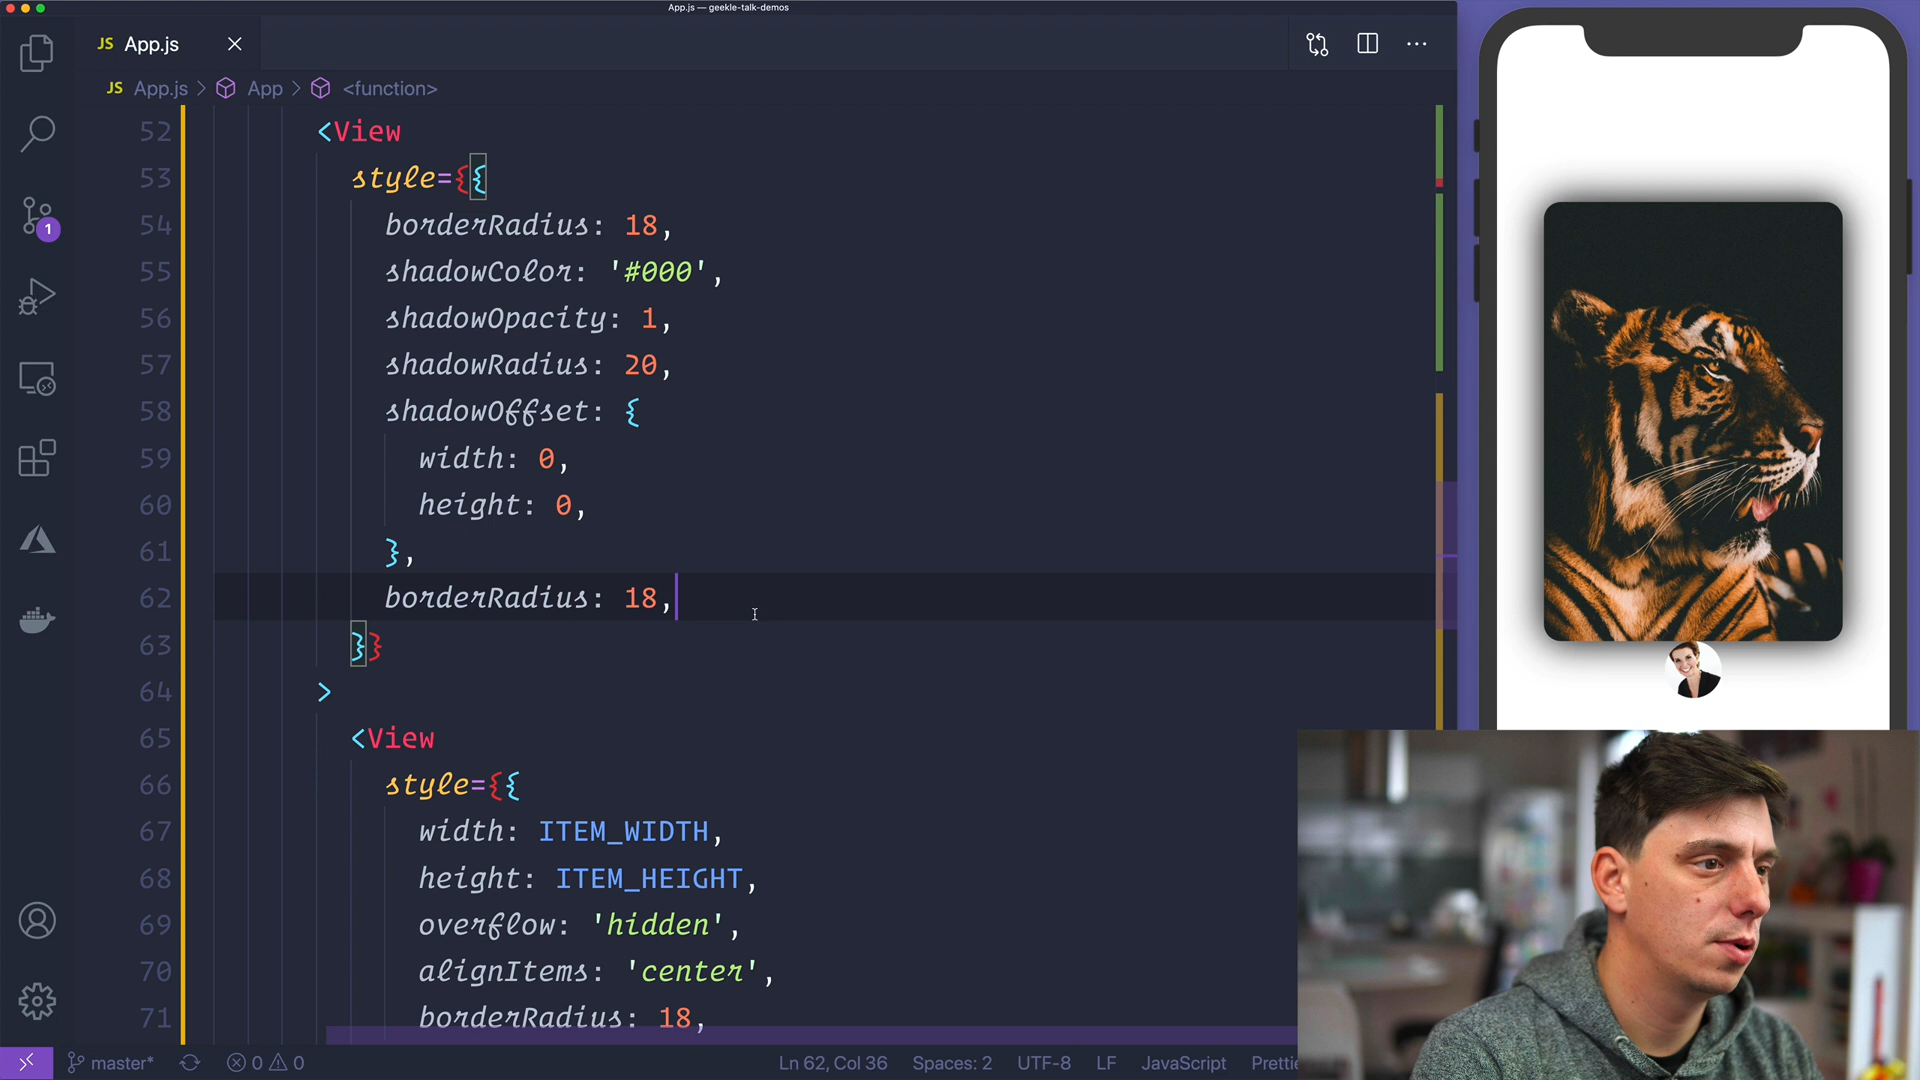 App.js — geekle-talk-demos
JS App.js
JS App.js > App > <function>
52 <View
53 style={{
54 borderRadius: 18,
55 shadowColor: '#000',
56 shadowOpacity: 1,
57 shadowRadius: 20,
58 shadowOffset: {
59 width: 0,
60 height: 0,
61 },
62 borderRadius: 18,
63 }}
64 >
65 <View
66 style={{
67 width: ITEM_WIDTH,
68 height: ITEM_HEIGHT,
69 overflow: 'hidden',
70 alignItems: 'center',
71 borderRadius: 18,
1
master* 0 0 Ln 62, Col 36 Spaces: 2 UTF-8 LF JavaScript Prettie